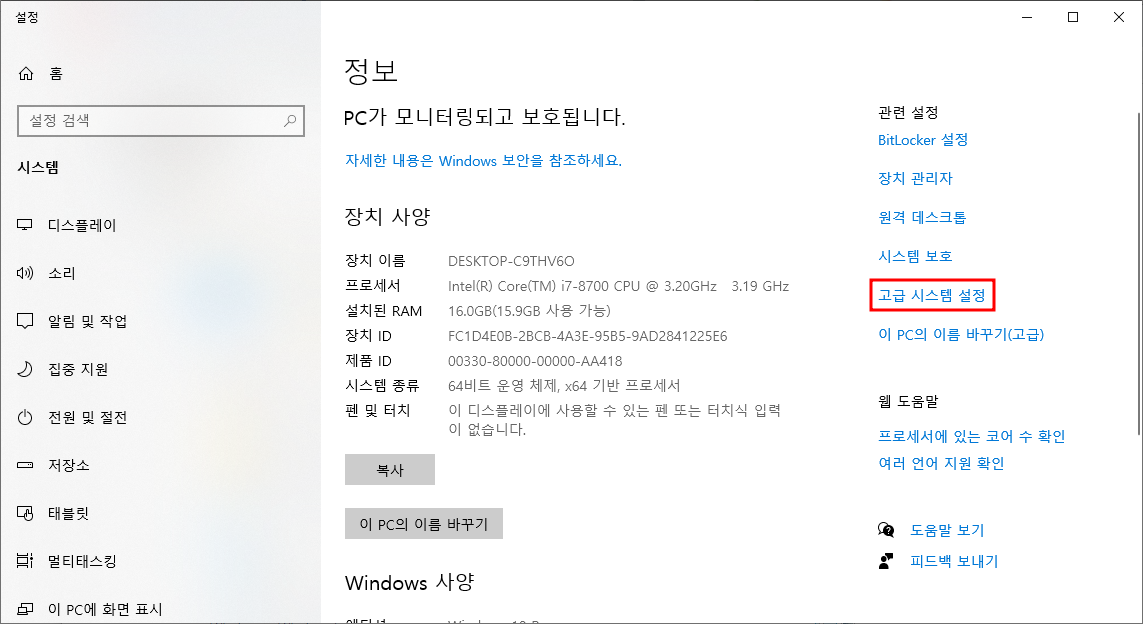 설정
홈
설정 검색
시스템
디스플레이
소리
알림 및 작업
집중 지원
전원 및 절전
저장소
태블릿
멀티태스킹
이 PC에 화면 표시
정보
PC가 모니터링되고 보호됩니다.
자세한 내용은 Windows 보안을 참조하세요.
장치 사양
장치 이름 DESKTOP-C9THV6O
프로세서 Intel(R) Core(TM) i7-8700 CPU @ 3.20GHz 3.19 GHz
설치된 RAM 16.0GB(15.9GB 사용 가능)
장치 ID FC1D4E0B-2BCB-4A3E-95B5-9AD2841225E6
제품 ID 00330-80000-00000-AA418
시스템 종류 64비트 운영 체제, x64 기반 프로세서
펜 및 터치 이 디스플레이에 사용할 수 있는 펜 또는 터치식 입력
이 없습니다.
복사
이 PC의 이름 바꾸기
Windows 사양
관련 설정
BitLocker 설정
장치 관리자
원격 데스크톱
시스템 보호
고급 시스템 설정
이 PC의 이름 바꾸기(고급)
웹 도움말
프로세서에 있는 코어 수 확인
여러 언어 지원 확인
도움말 보기
피드백 보내기